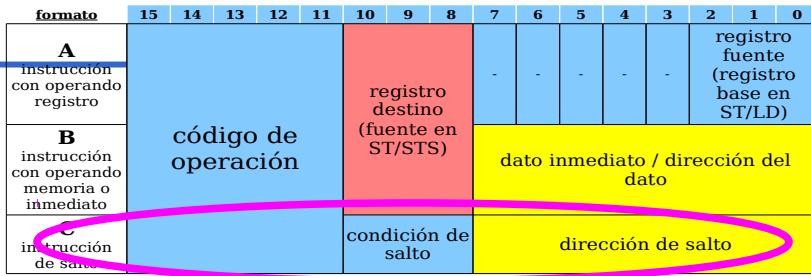 formato 15 14 13 12 11 10 9 8 7 6 5 4 3 2 1 0
A
instrucción
con operando
registro
código de
operación
registro
destino
(fuente en
ST/STS)
- - - - -
registro
fuente
(registro
base en
ST/LD)
B
instrucción
con operando
memoria o
inmediato
dato inmediato / dirección del
dato
C
instrucción
de salto
condición de
salto
dirección de salto